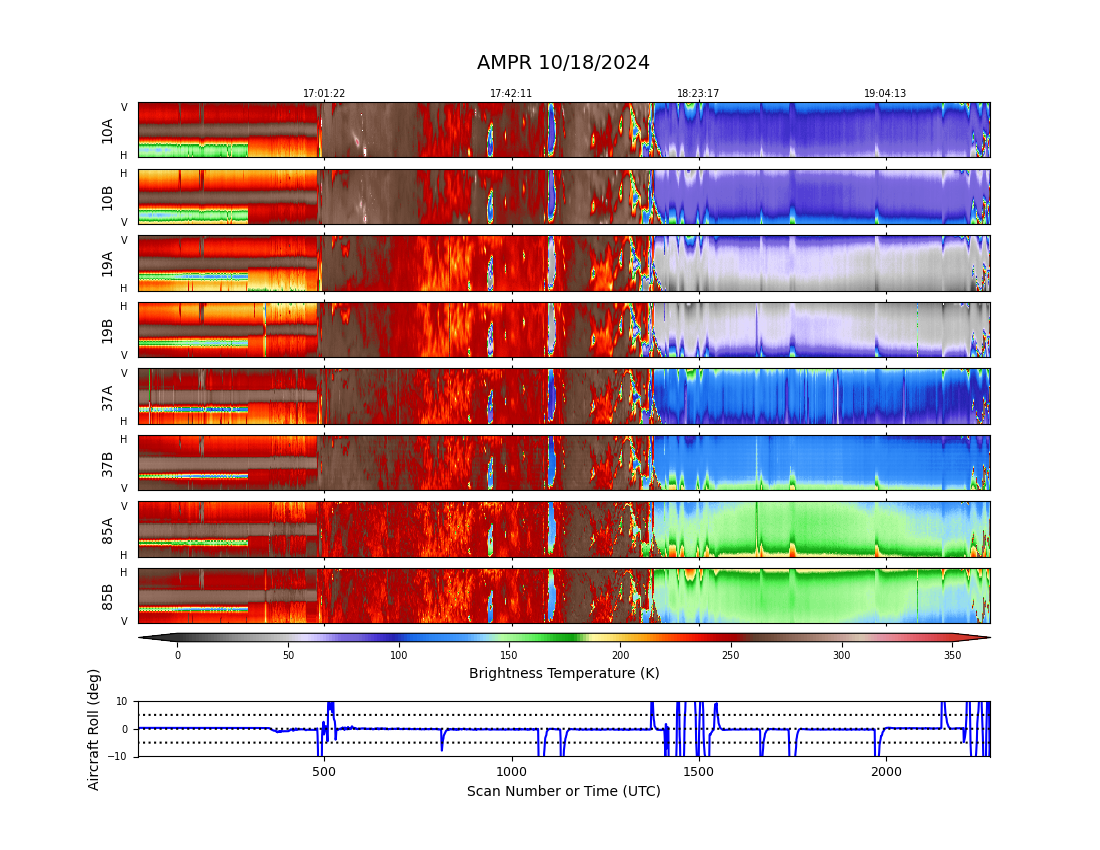 AMPR 10/18/2024
17:01:22 17:42:11 18:23:17 19:04:13
V
10A
H
H
10B
V
V
19A
H
H
19B
V
V
37A
H
H
37B
V
V
85A
H
H
85B
V
0 50 100 150 200 250 300 350
Brightness Temperature (K)
Aircraft Roll (deg)
10
0
−10
500 1000 1500 2000
Scan Number or Time (UTC)